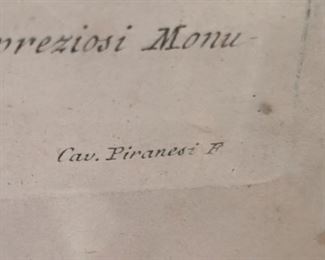 preziosi Monu-
Cav. Piranesi F